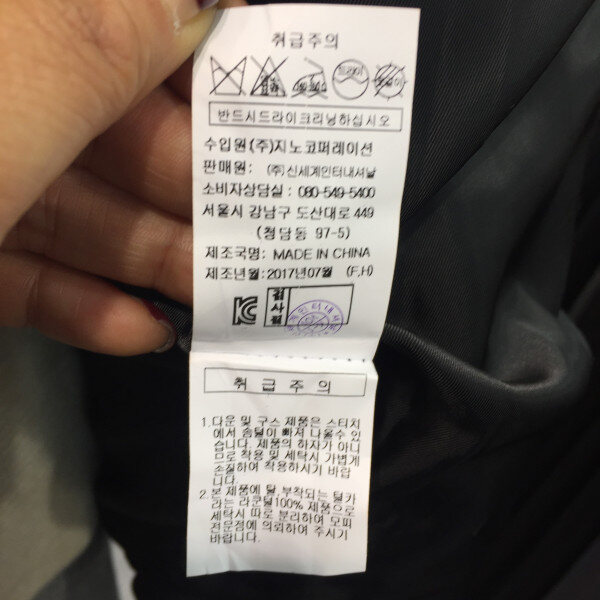 취급주의
드라이
반드시드라이크리닝하십시오
수입원(주)지노코퍼레이션
판매원: (주)신세계인터내셔날
소비자상담실 : 080-549-5400
서울시 강남구 도산대로 449
(청담동 97-5)
제조국명: MADE IN CHINA
제조년월:2017년07월 (F,H)
검사필
취급주의
1.다운 및 구스 제품은 스티치
에서 솜털이 빠져 나올수 있
습니다. 제품의 하자가 아니
므로 착용 및 세탁시 가볍게
손질하여 착용하시기 바랍
니다.
2. 본 제품에 탈,부착되는 털카
라는 라쿤털100% 제품으로
세탁시 따로 분리하여 모피
전문점에 의뢰하여 주시기
바랍니다.